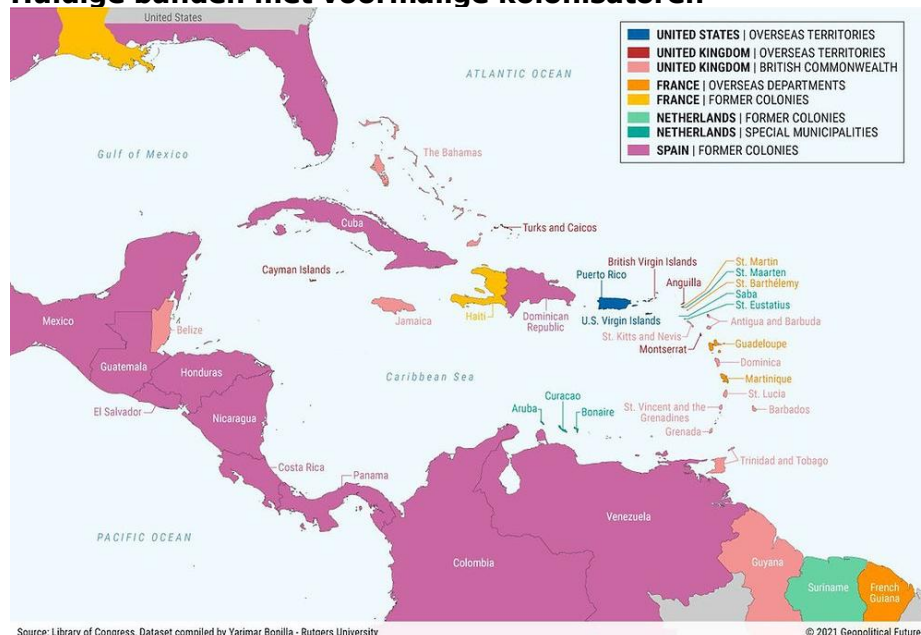 Huidige banden met voormalige kolonisatoren
United States
UNITED STATES | OVERSEAS TERRITORIES
UNITED KINGDOM | OVERSEAS TERRITORIES
UNITED KINGDOM | BRITISH COMMONWEALTH
FRANCE | OVERSEAS DEPARTMENTS
FRANCE | FORMER COLONIES
NETHERLANDS | FORMER COLONIES
NETHERLANDS | SPECIAL MUNICIPALITIES
SPAIN | FORMER COLONIES
ATLANTIC OCEAN
Gulf of Mexico
The Bahamas
Cuba
Turks and Caicos
Cayman Islands
British Virgin Islands
Puerto Rico
Anguilla
St. Martin
St. Maarten
St. Barthélemy
Saba
St. Eustatius
Mexico
Belize
Jamaica
Haiti
Dominican
Republic
U.S. Virgin Islands
St. Kitts and Nevis
Antigua and Barbuda
Montserrat
Guadeloupe
Dominica
Guatemala
Honduras
Caribbean Sea
Martinique
St. Lucia
El Salvador
Nicaragua
Aruba
Curacao
Bonaire
St. Vincent and the
Grenadines
Barbados
Grenada
Costa Rica
Panama
Trinidad and Tobago
Venezuela
PACIFIC OCEAN
Colombia
Guyana
Suriname
French
Guiana
Source: Library of Congress, Dataset compiled by Yarimar Bonilla - Rutgers University
© 2021 Geopolitical Future